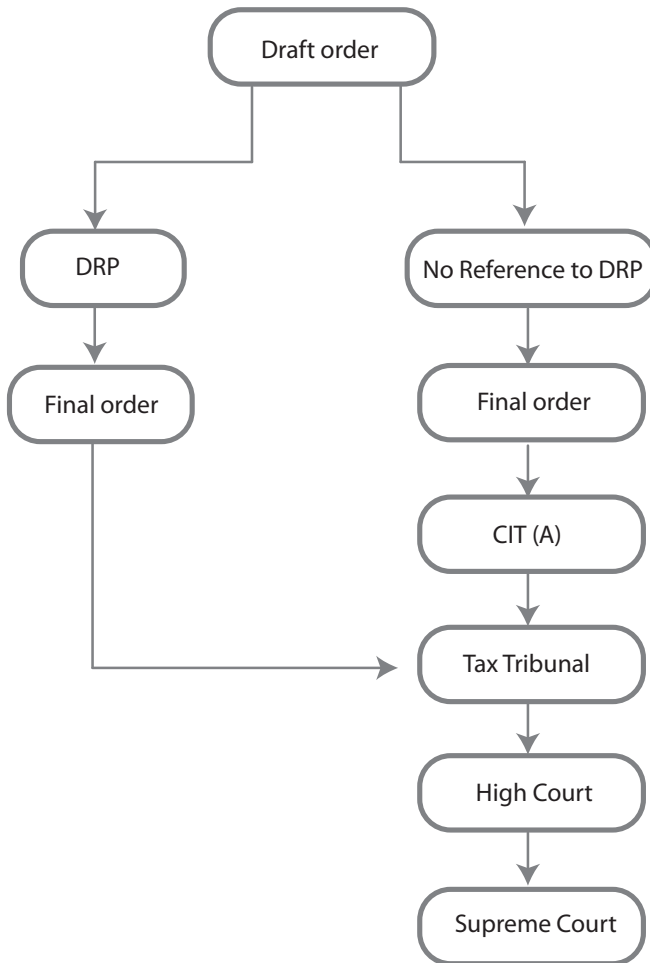 Draft order
DRP
No Reference to DRP
Final order
Final order
CIT (A)
Tax Tribunal
High Court
Supreme Court